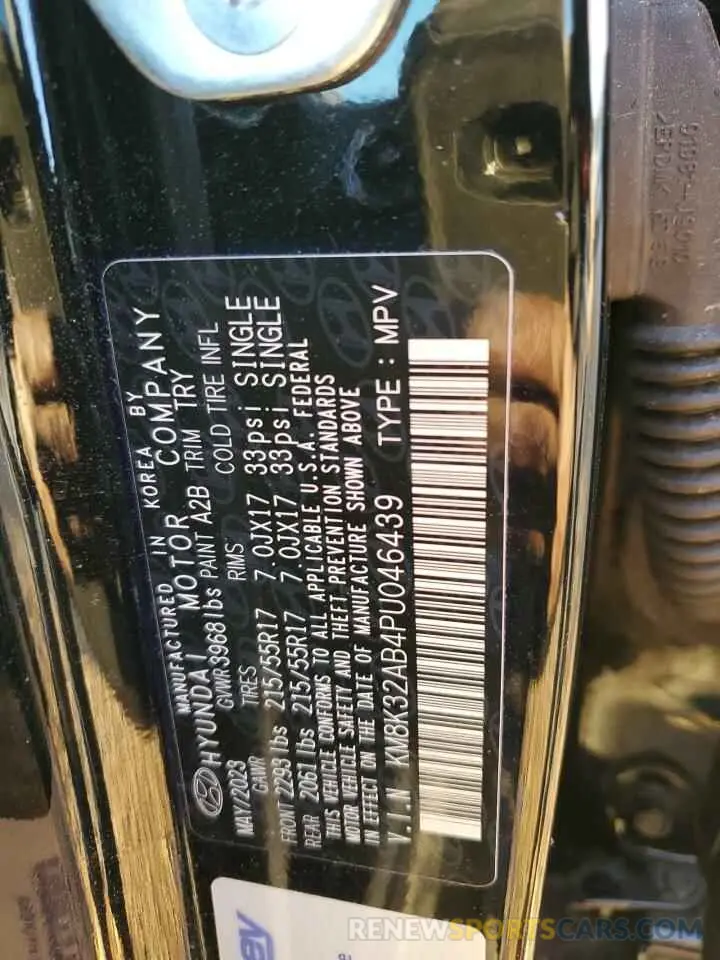 MANUFACTURED IN KOREA BY
HYUNDAI MOTOR COMPANY
MAY/2023 GVWR 3968 lbs PAINT A2B TRIM TRY
GAWR TIRES RIMS COLD TIRE INFL
FRONT 2293 lbs 215/55R17 7.0JX17 33psi SINGLE
REAR 2061 lbs 215/55R17 7.0JX17 33psi SINGLE
THIS VEHICLE CONFORMS TO ALL APPLICABLE U.S.A. FEDERAL
MOTOR VEHICLE SAFETY AND THEFT PREVENTION STANDARDS
IN EFFECT ON THE DATE OF MANUFACTURE SHOWN ABOVE
V.I.N KM8K32AB4PU046439 TYPE : MPV
RENEWSPORTSCARS.COM